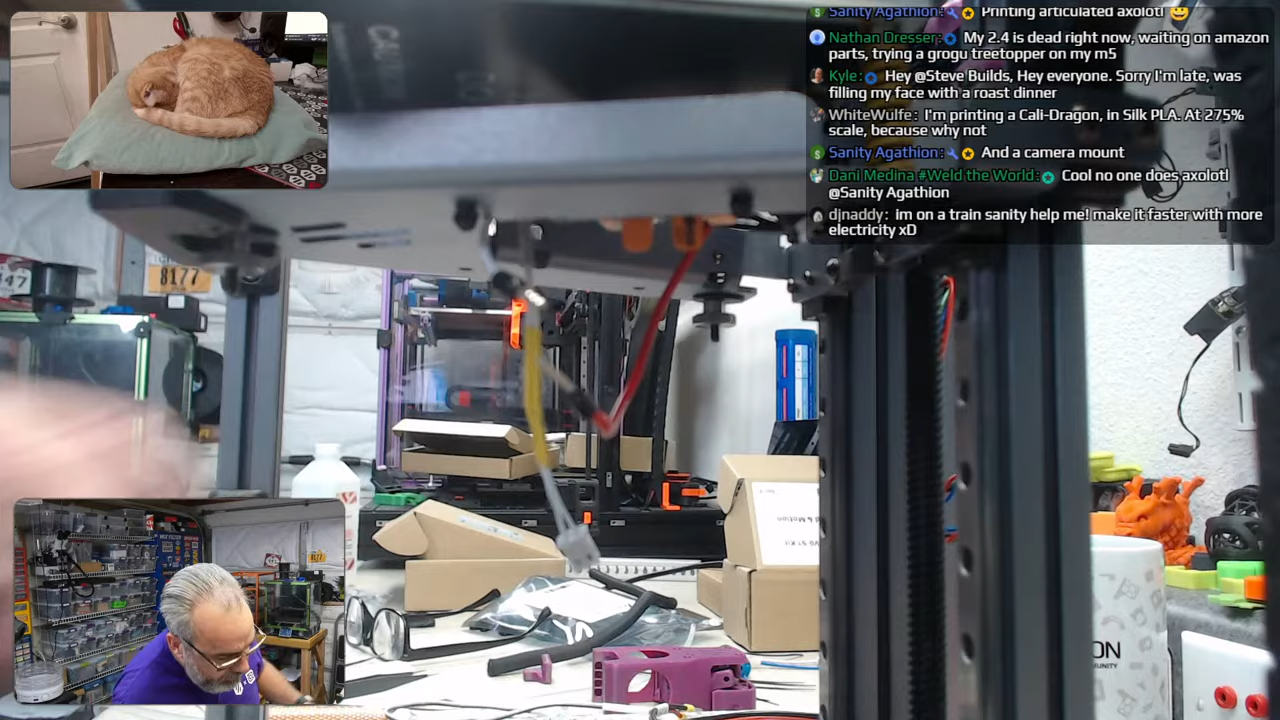 Sanity Agathion: Printing articulated axolotl
Nathan Dresser: My 2.4 is dead right now, waiting on amazon
parts, trying a grogu treetopper on my m5
Kyle: Hey @Steve Builds, Hey everyone. Sorry I'm late, was
filling my face with a roast dinner
WhiteWulfe: I'm printing a Cali-Dragon, in Silk PLA. At 275%
scale, because why not
Sanity Agathion: And a camera mount
Dani Medina #Weld the World: Cool no one does axolotl
@Sanity Agathion
djnaddy: im on a train sanity help me! make it faster with more
electricity xD
8177
47
ON